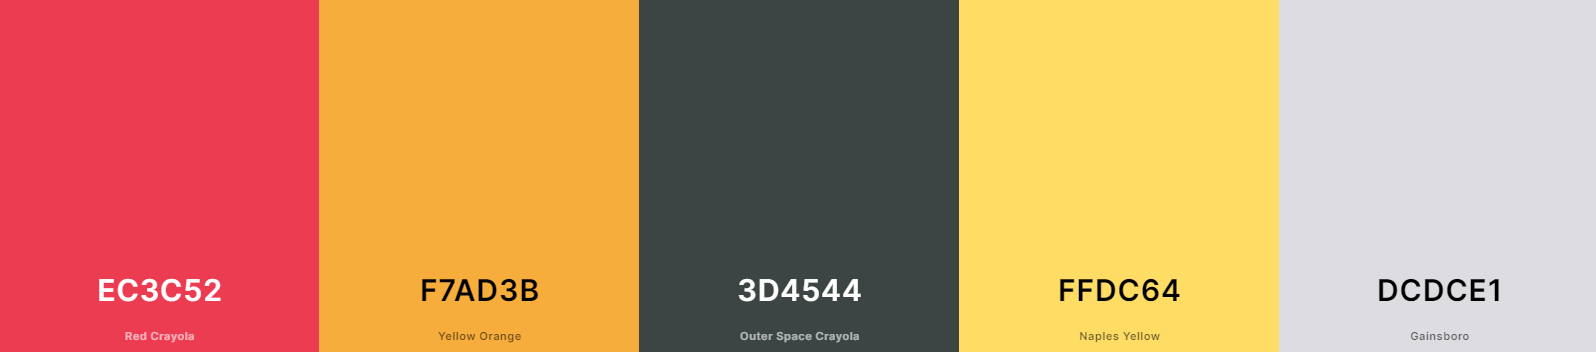 EC3C52
Red Crayola
F7AD3B
Yellow Orange
3D4544
Outer Space Crayola
FFDC64
Naples Yellow
DCDCE1
Gainsboro